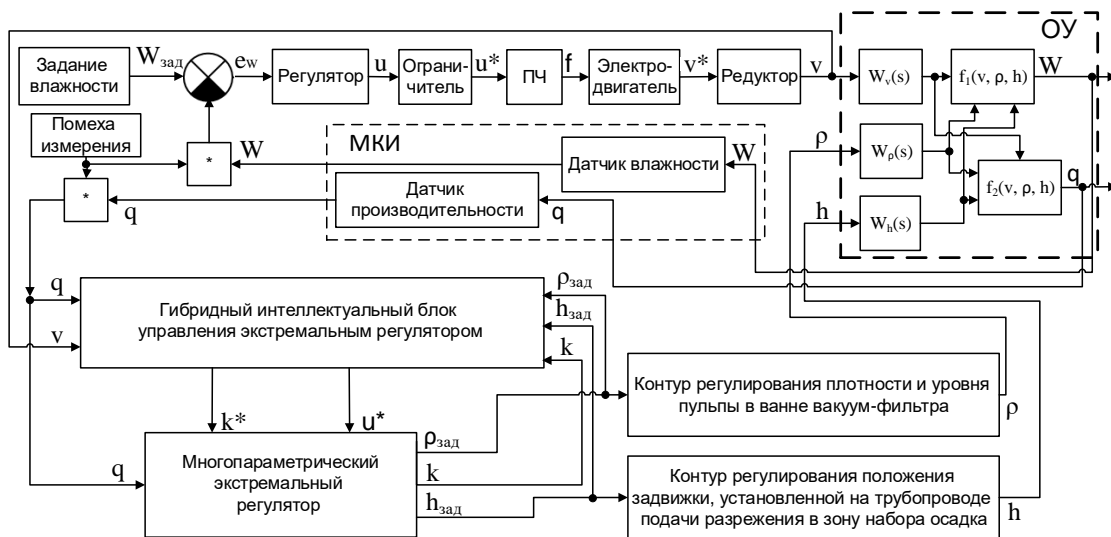 ОУ
Задание
влажности
Wзад
ew
Регулятор
u
Ограни-
читель
u*
ПЧ
f
Электро-
двигатель
v*
Редуктор
v
Wv(s)
f1(v, ρ, h)
W
Помеха
измерения
*
W
МКИ
Датчик влажности
W
ρ
Wρ(s)
*
q
Датчик
производительности
q
f2(v, ρ, h)
q
h
Wh(s)
q
v
Гибридный интеллектуальный блок
управления экстремальным регулятором
ρзад
hзад
k
k*
u*
Контур регулирования плотности и уровня
пульпы в ванне вакуум-фильтра
ρ
q
Многопараметрический
экстремальный
регулятор
ρзад
k
hзад
Контур регулирования положения
задвижки, установленной на трубопроводе
подачи разрежения в зону набора осадка
h